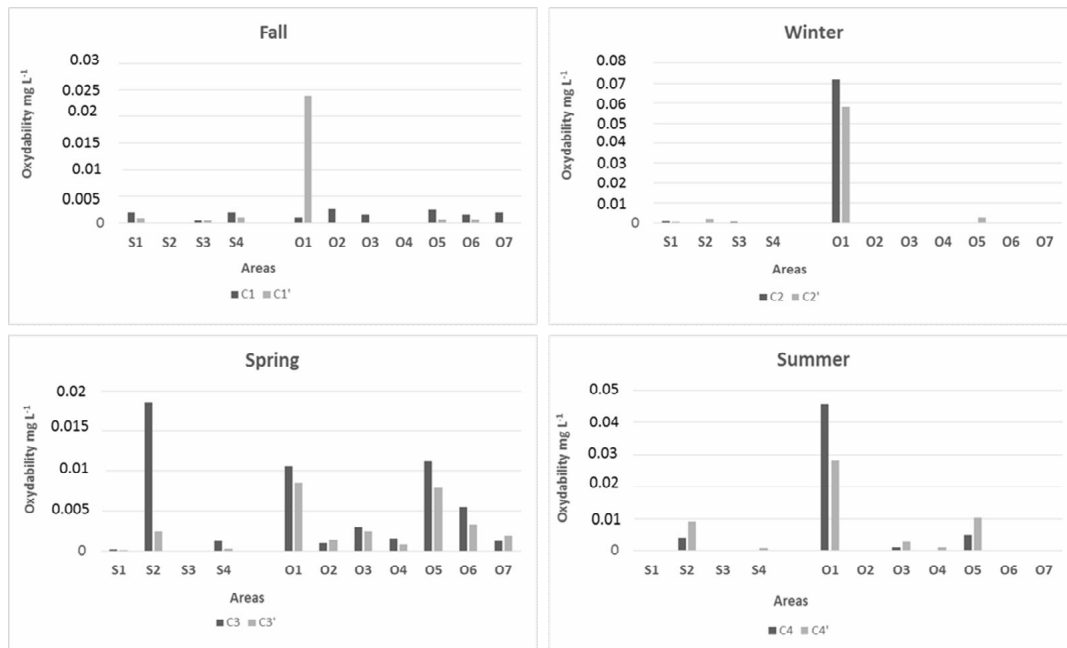 Fall
Oxydability mg L⁻¹
0.03
0.025
0.02
0.015
0.01
0.005
0
S1 S2 S3 S4 O1 O2 O3 O4 O5 O6 O7
Areas
C1 C1'
Winter
Oxydability mg L⁻¹
0.08
0.07
0.06
0.05
0.04
0.03
0.02
0.01
0
S1 S2 S3 S4 O1 O2 O3 O4 O5 O6 O7
Areas
C2 C2'
Spring
Oxydability mg L⁻¹
0.02
0.015
0.01
0.005
0
S1 S2 S3 S4 O1 O2 O3 O4 O5 O6 O7
Areas
C3 C3'
Summer
Oxydability mg L⁻¹
0.05
0.04
0.03
0.02
0.01
0
S1 S2 S3 S4 O1 O2 O3 O4 O5 O6 O7
Areas
C4 C4'